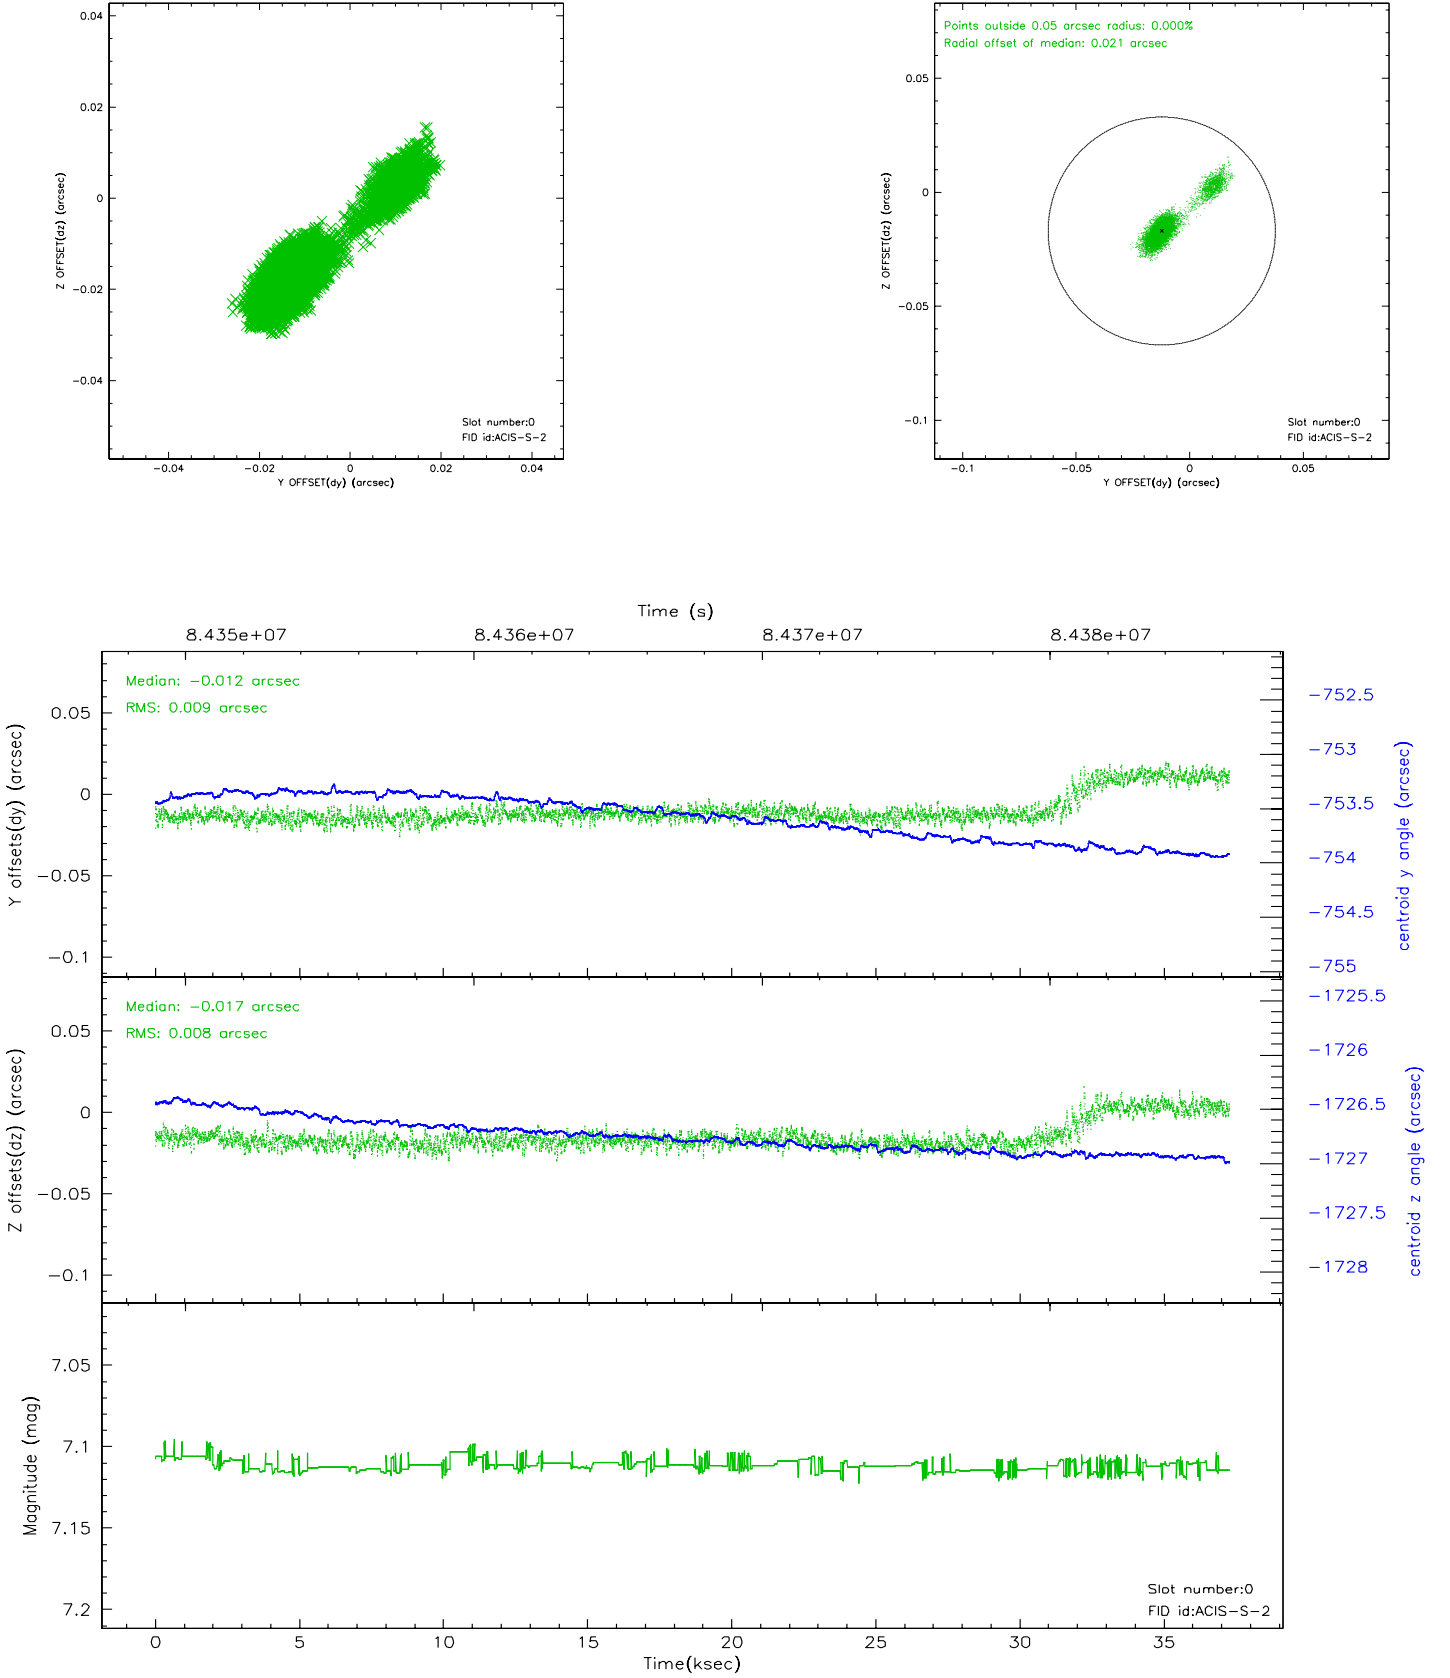 0.04
0.02
0
−0.02
−0.04
Z OFFSET(dz) (arcsec)
Slot number:0
FID id:ACIS−S−2
−0.04 −0.02 0 0.02 0.04
Y OFFSET(dy) (arcsec)
Points outside 0.05 arcsec radius: 0.000%
Radial offset of median: 0.021 arcsec
0.05
0
−0.05
−0.1
Z OFFSET(dz) (arcsec)
Slot number:0
FID id:ACIS−S−2
−0.1 −0.05 0 0.05
Y OFFSET(dy) (arcsec)
Time (s)
8.435e+07 8.436e+07 8.437e+07 8.438e+07
Median: −0.012 arcsec
RMS: 0.009 arcsec
0.05
0
−0.05
−0.1
Y offsets(dy) (arcsec)
−752.5
−753
−753.5
−754
−754.5
−755
centroid y angle (arcsec)
Median: −0.017 arcsec
RMS: 0.008 arcsec
0.05
0
−0.05
−0.1
Z offsets(dz) (arcsec)
−1725.5
−1726
−1726.5
−1727
−1727.5
−1728
centroid z angle (arcsec)
7.05
7.1
7.15
7.2
Magnitude (mag)
Slot number:0
FID id:ACIS−S−2
0 5 10 15 20 25 30 35
Time(ksec)